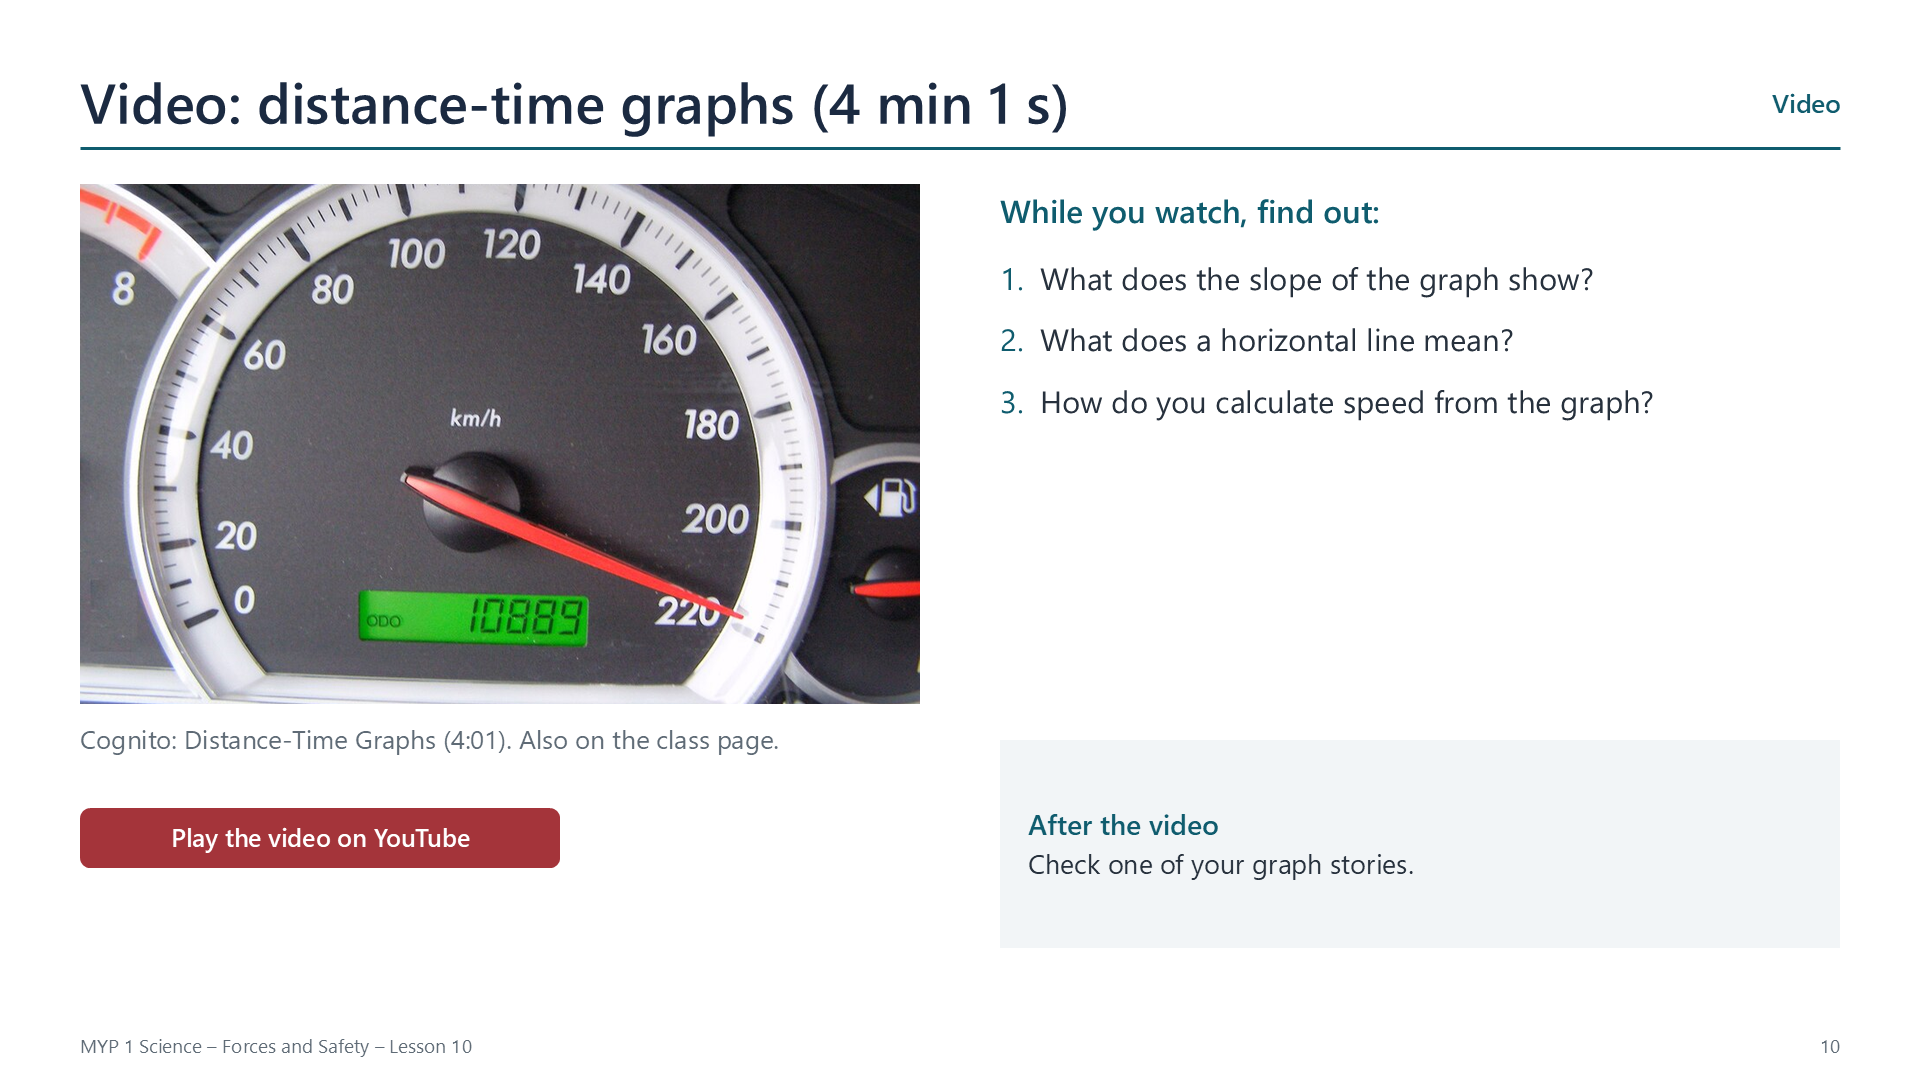 Video: distance-time graphs (4 min 1 s)
Video
8
0
20
40
60
80
100
120
140
160
180
200
220
km/h
ODO 10889
Cognito: Distance-Time Graphs (4:01). Also on the class page.
Play the video on YouTube
While you watch, find out:
1. What does the slope of the graph show?
2. What does a horizontal line mean?
3. How do you calculate speed from the graph?
After the video
Check one of your graph stories.
MYP 1 Science – Forces and Safety – Lesson 10
10